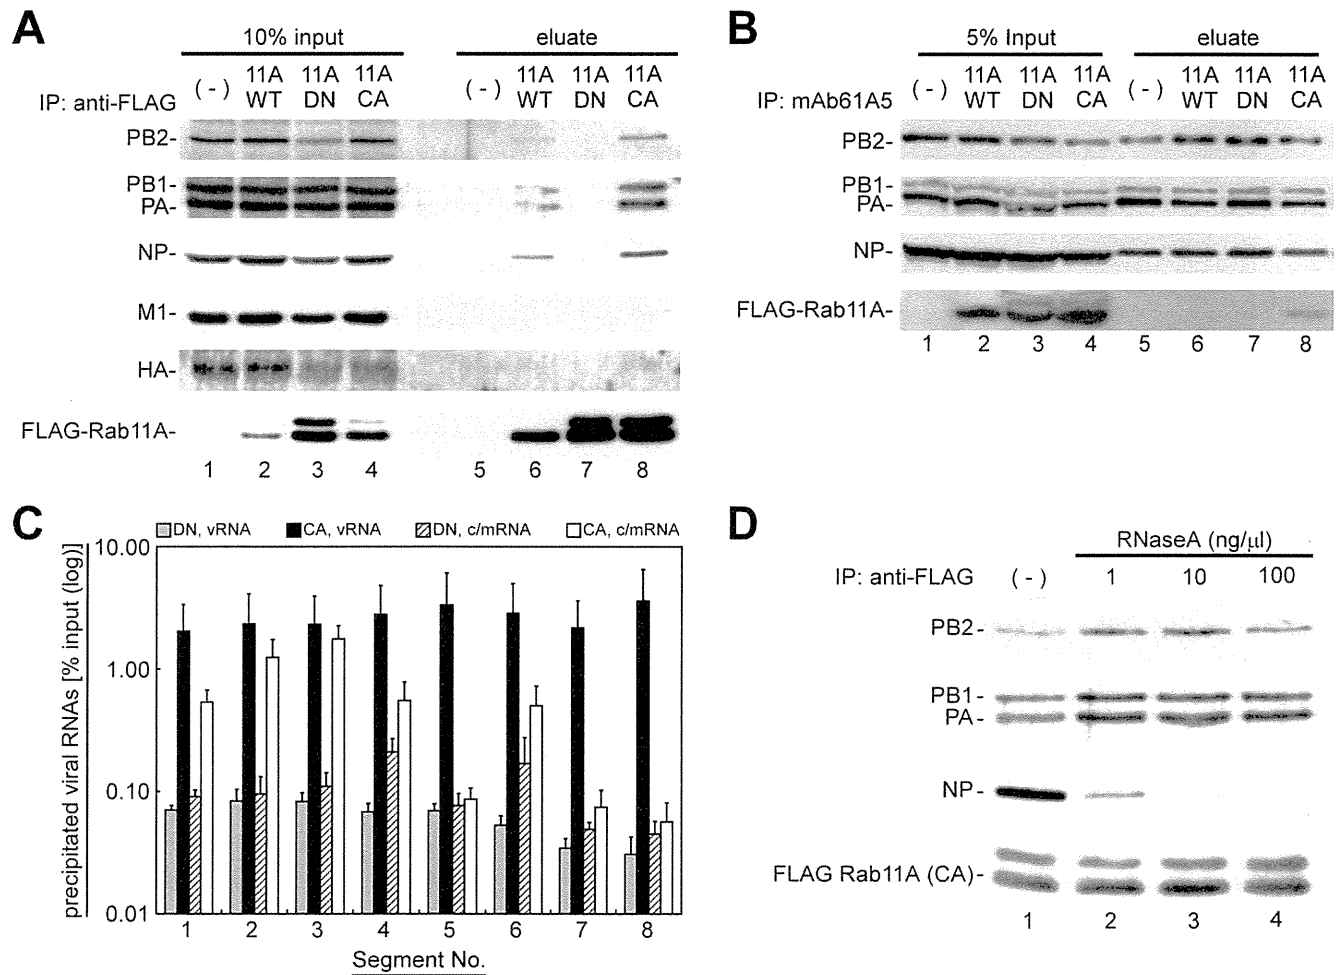 A
10% input
eluate
IP: anti-FLAG
(-)
11A WT
11A DN
11A CA
(-)
11A WT
11A DN
11A CA
PB2-
PB1-
PA-
NP-
M1-
HA-
FLAG-Rab11A-
1 2 3 4 5 6 7 8
B
5% Input
eluate
IP: mAb61A5
(-)
11A WT
11A DN
11A CA
(-)
11A WT
11A DN
11A CA
PB2-
PB1-
PA-
NP-
FLAG-Rab11A-
1 2 3 4 5 6 7 8
C
DN, vRNA
CA, vRNA
DN, c/mRNA
CA, c/mRNA
precipitated viral RNAs [% input (log)]
10.00
1.00
0.10
0.01
1 2 3 4 5 6 7 8
Segment No.
D
RNaseA (ng/μl)
IP: anti-FLAG
(-) 1 10 100
PB2-
PB1-
PA-
NP-
FLAG Rab11A (CA)-
1 2 3 4